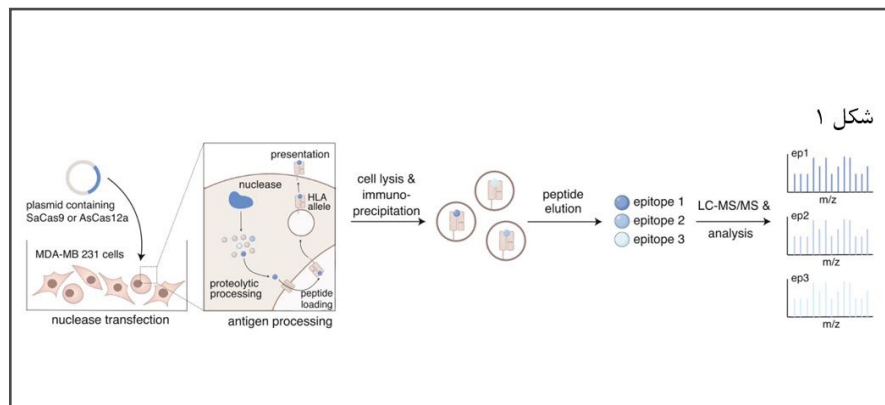 شکل ۱
plasmid containing
SaCas9 or AsCas12a
MDA-MB 231 cells
nuclease transfection
presentation
nuclease
HLA
allele
proteolytic
processing
peptide
loading
antigen processing
cell lysis &
immuno-
precipitation
peptide
elution
epitope 1
epitope 2
epitope 3
LC-MS/MS &
analysis
ep1
m/z
ep2
m/z
ep3
m/z